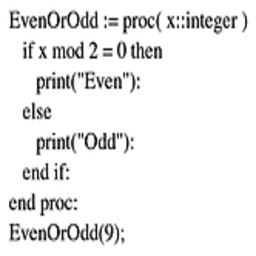 EvenOrOdd := proc( x::integer )
if x mod 2 = 0 then
print("Even"):
else
print("Odd"):
end if:
end proc:
EvenOrOdd(9);